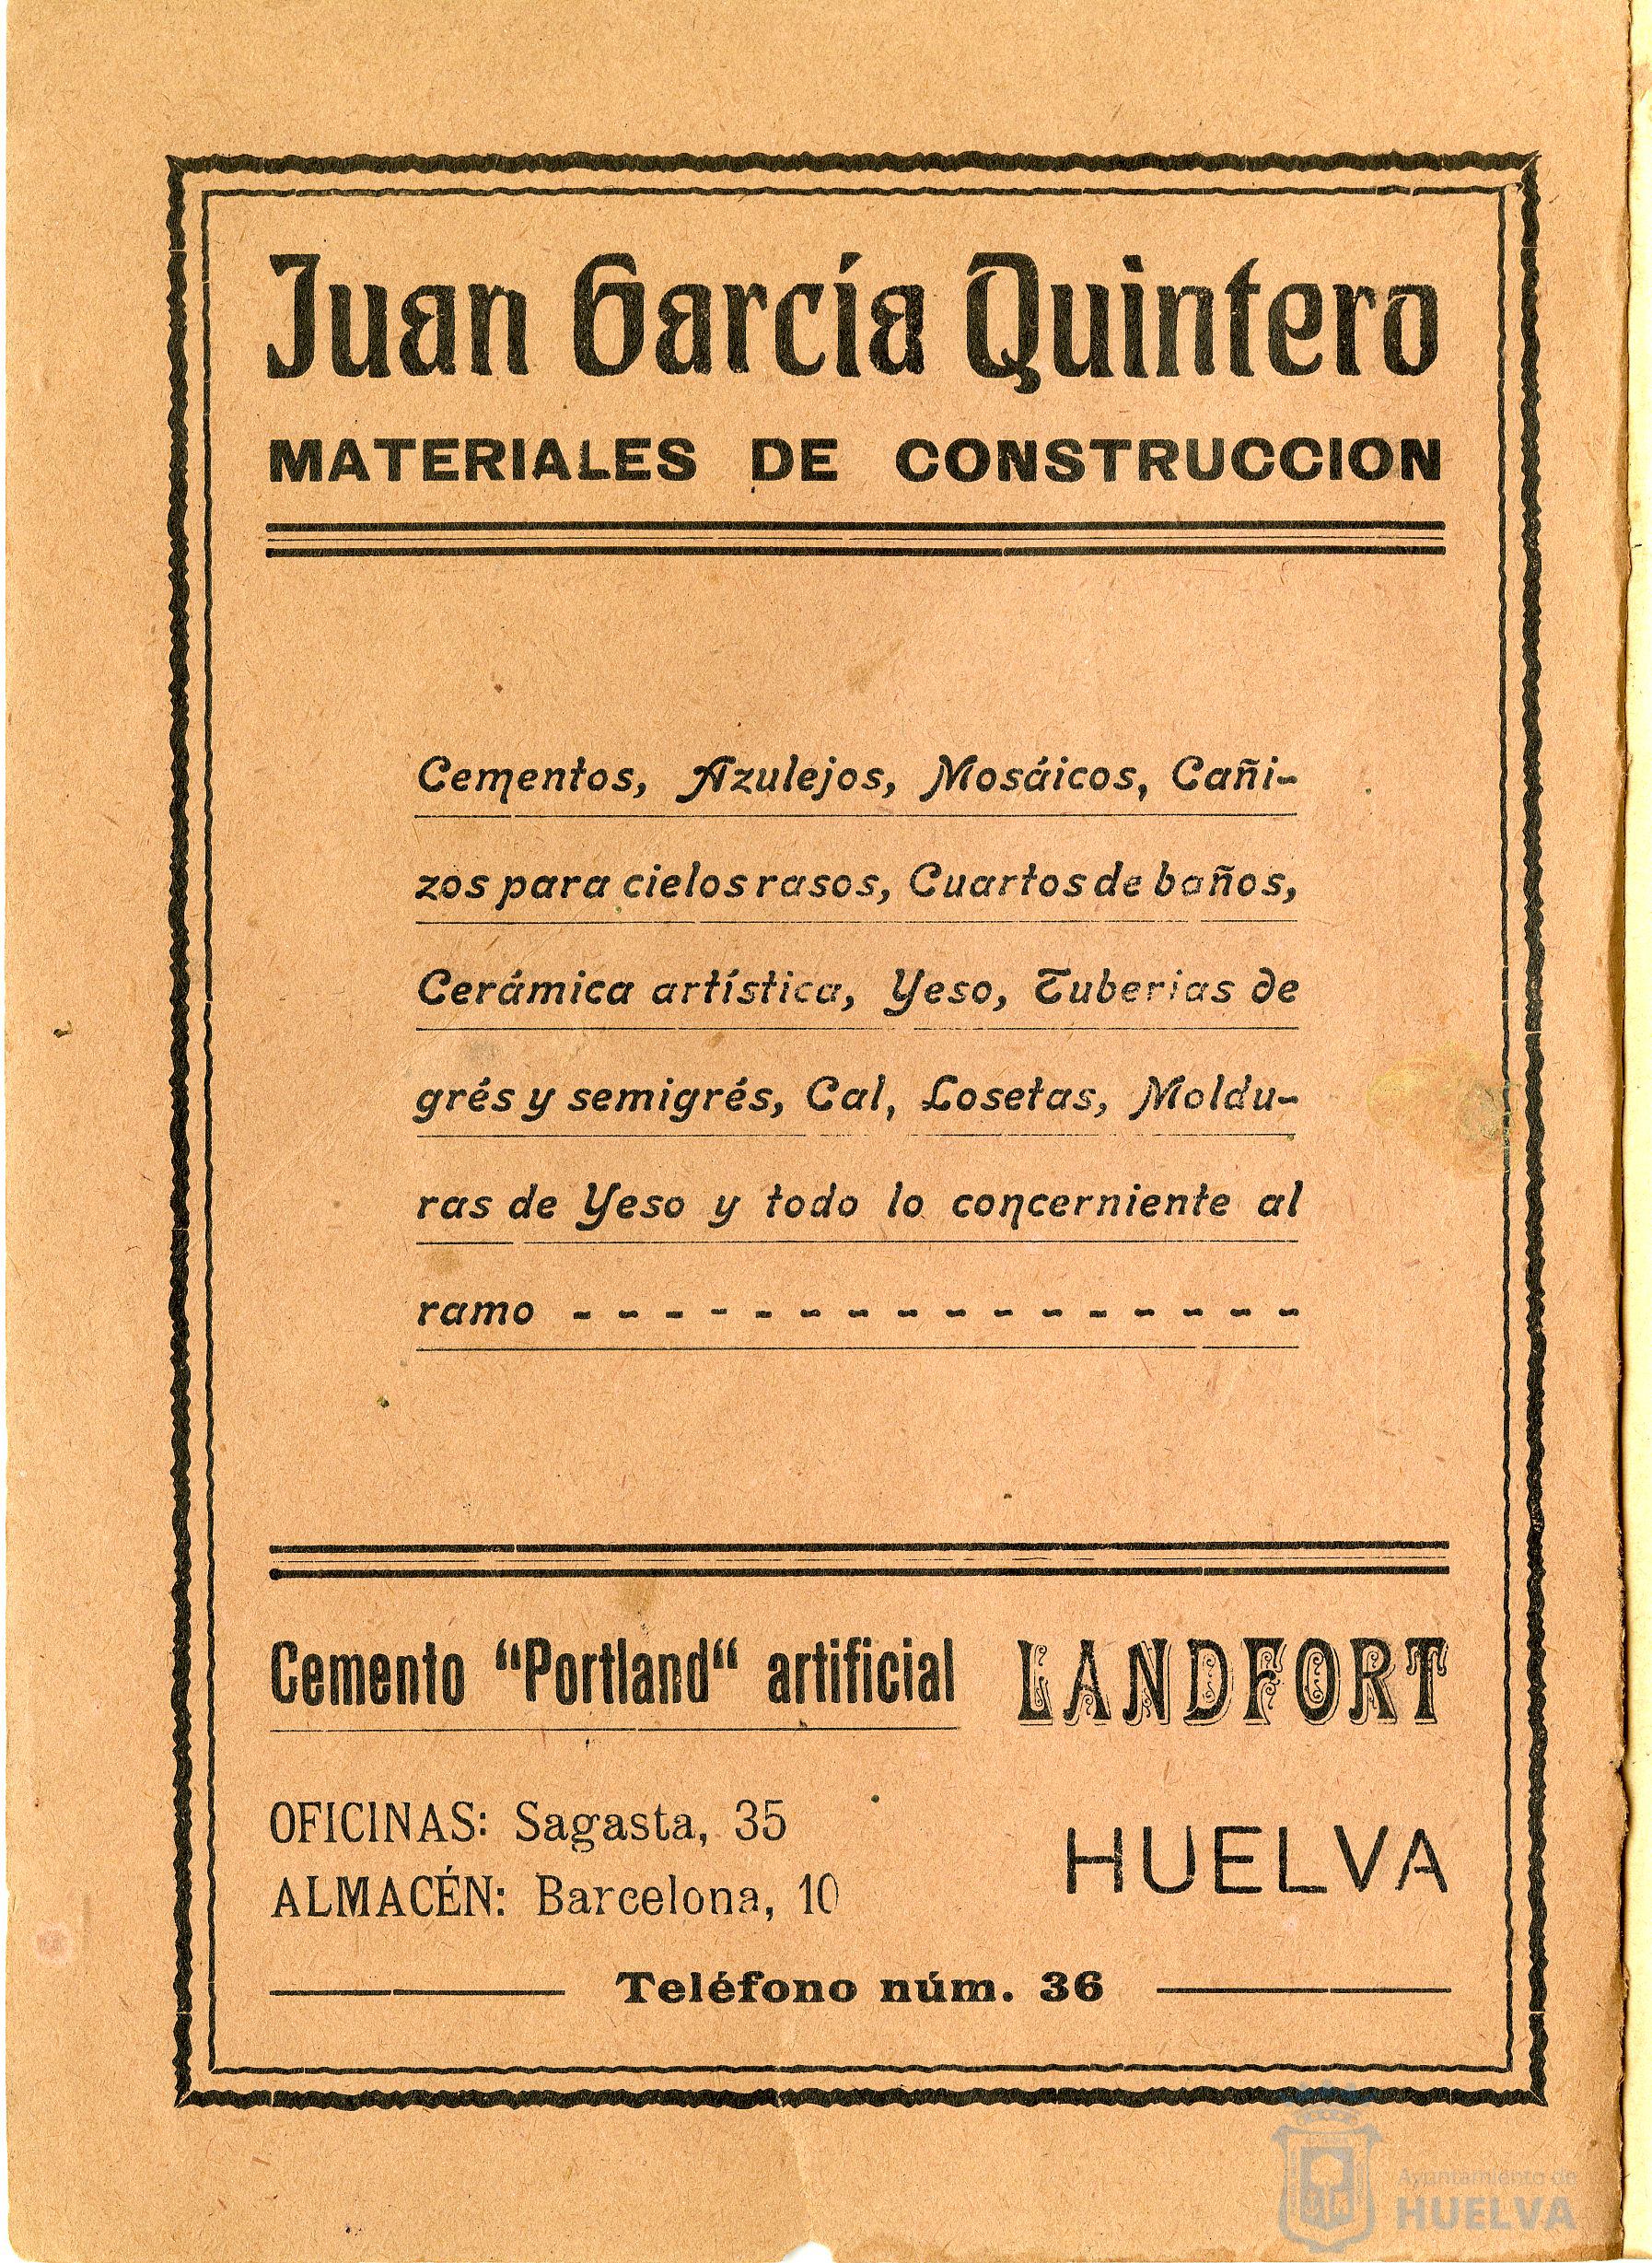 Juan García Quintero
MATERIALES DE CONSTRUCCION
Cementos, Azulejos, Mosáicos, Cañi-
zos para cielos rasos, Cuartos de baños,
Cerámica artística, Yeso, Tuberias de
grés y semigrés, Cal, Losetas, Moldu-
ras de Yeso y todo lo concerniente al
ramo - - - - - - - - - - - - - - - -
Cemento “Portland“ artificial LANDFORT
OFICINAS: Sagasta, 35
ALMACÉN: Barcelona, 10
HUELVA
Teléfono núm. 36
Ayuntamiento de
HUELVA